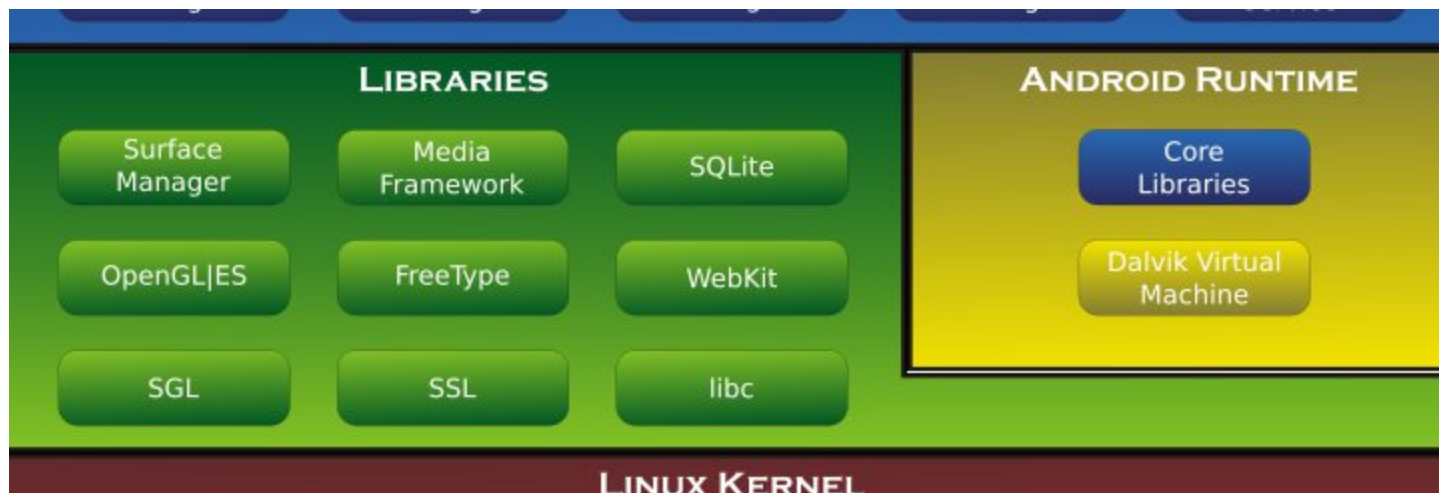 LIBRARIES
ANDROID RUNTIME
Surface
Manager
Media
Framework
SQLite
Core
Libraries
OpenGL|ES
FreeType
WebKit
Dalvik Virtual
Machine
SGL
SSL
libc
LINUX KERNEL